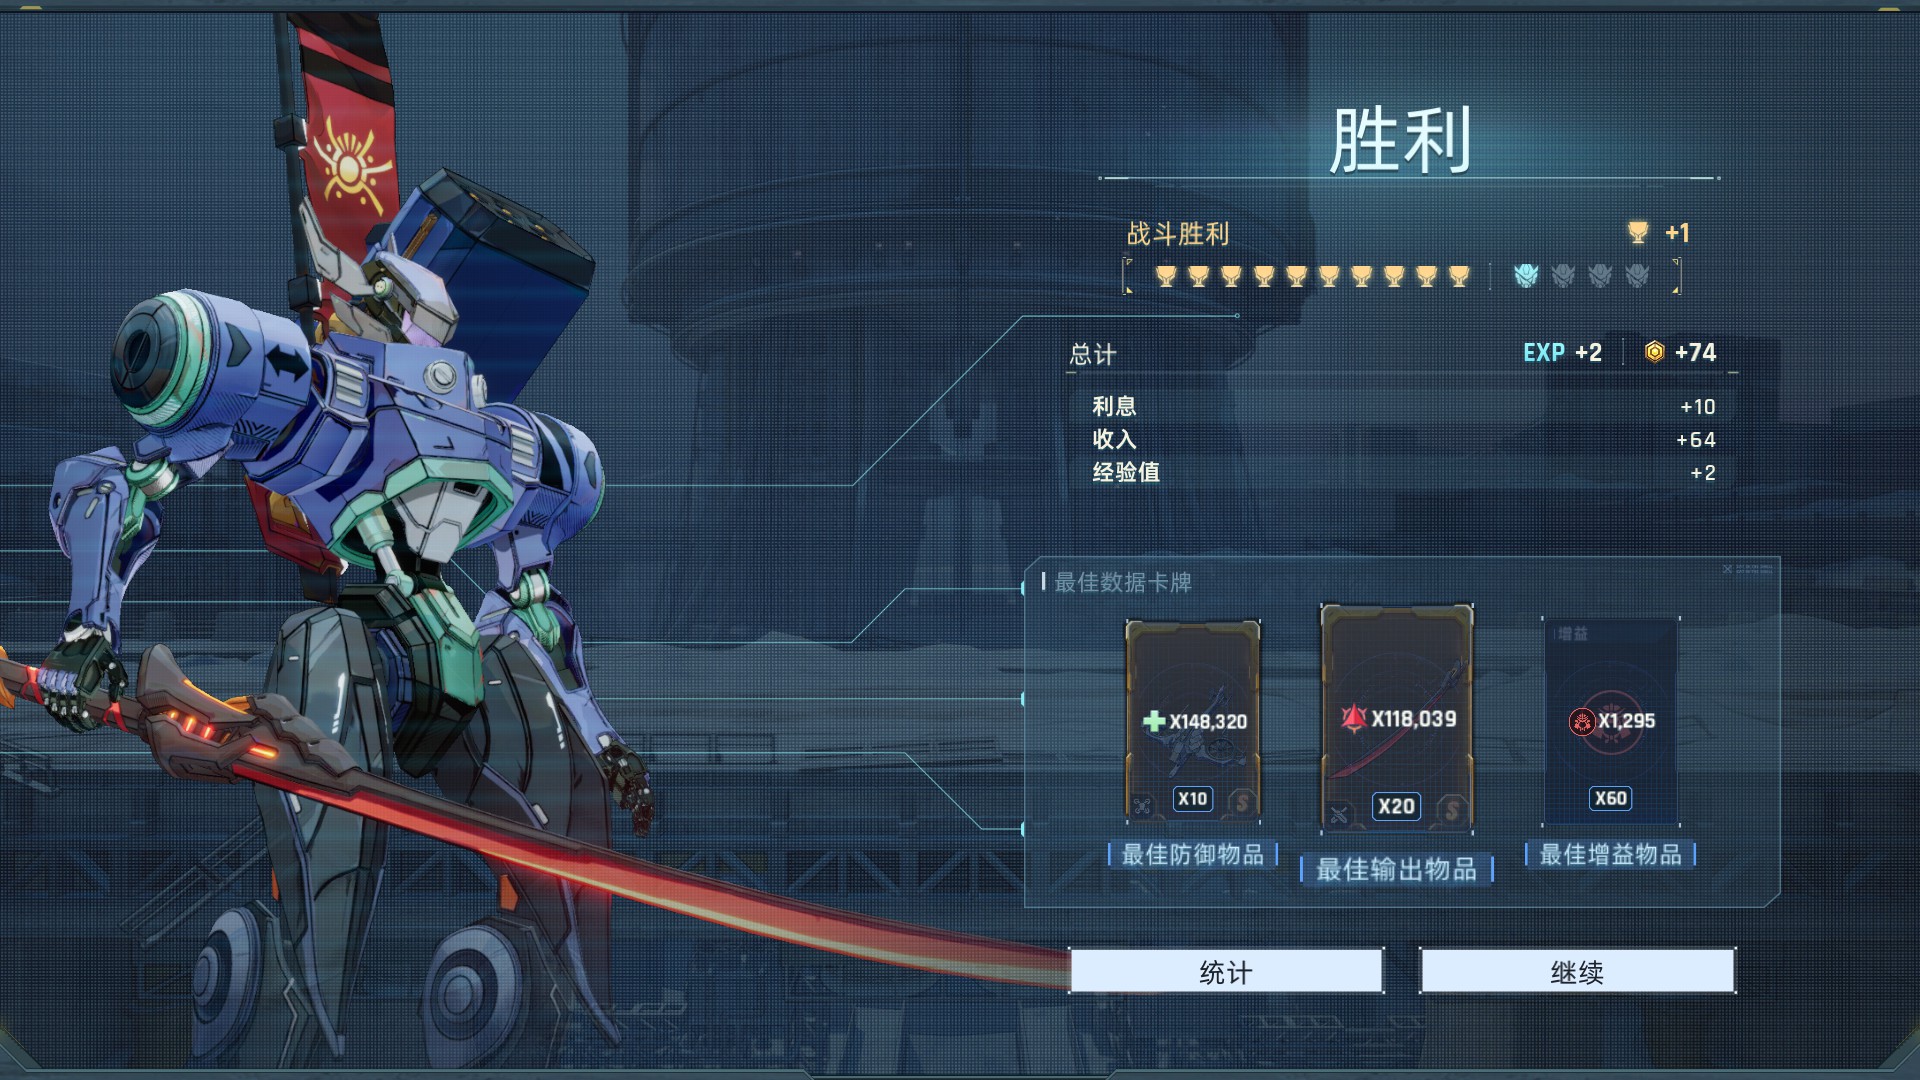 胜利
战斗胜利 +1
总计 EXP +2 +74
利息 +10
收入 +64
经验值 +2
最佳数据卡牌
增益
X148,320 X118,039 X1,295
X10 X20 X60
最佳防御物品 最佳输出物品 最佳增益物品
统计 继续